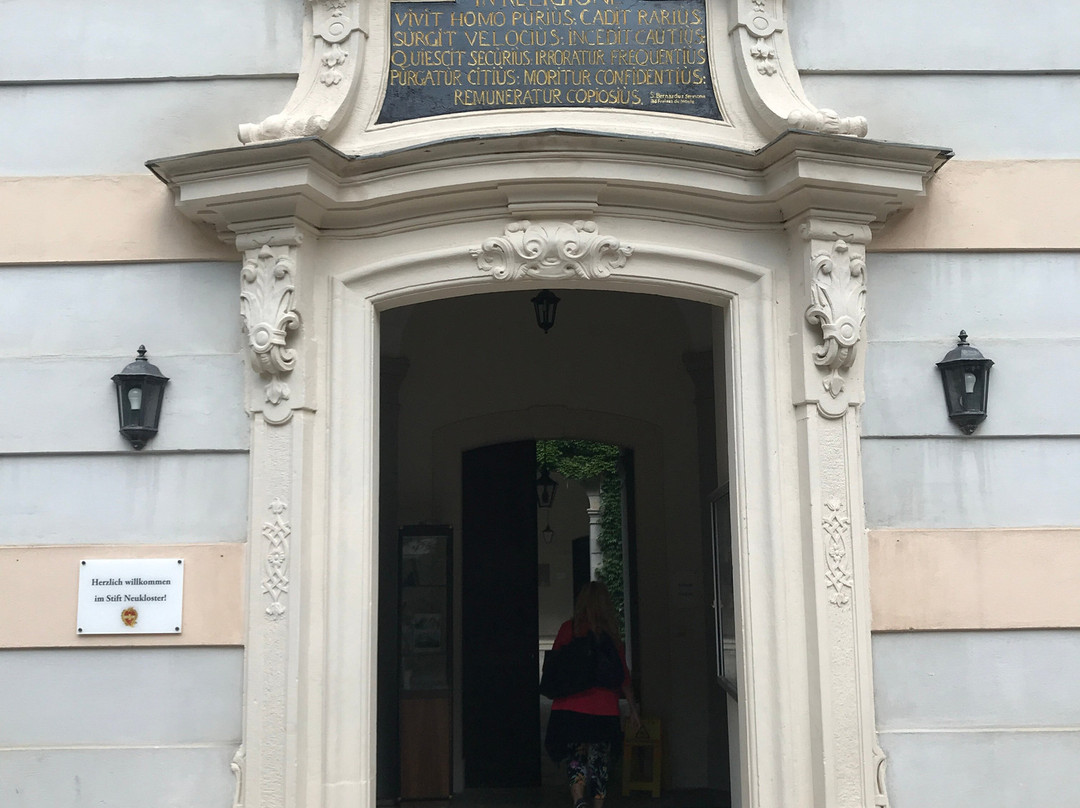 IN RELIGIONE
VIVIT HOMO PURIUS: CADIT RARIUS:
SURGIT VELOCIUS: INCEDIT CAUTIUS:
QUIESCIT SECURIUS: IRRORATUR FREQUENTIUS
PURGATUR CITIUS: MORITUR CONFIDENTIUS:
REMUNERATUR COPIOSIUS.
S. Bernardus
Herzlich willkommen
im Stift Neukloster!